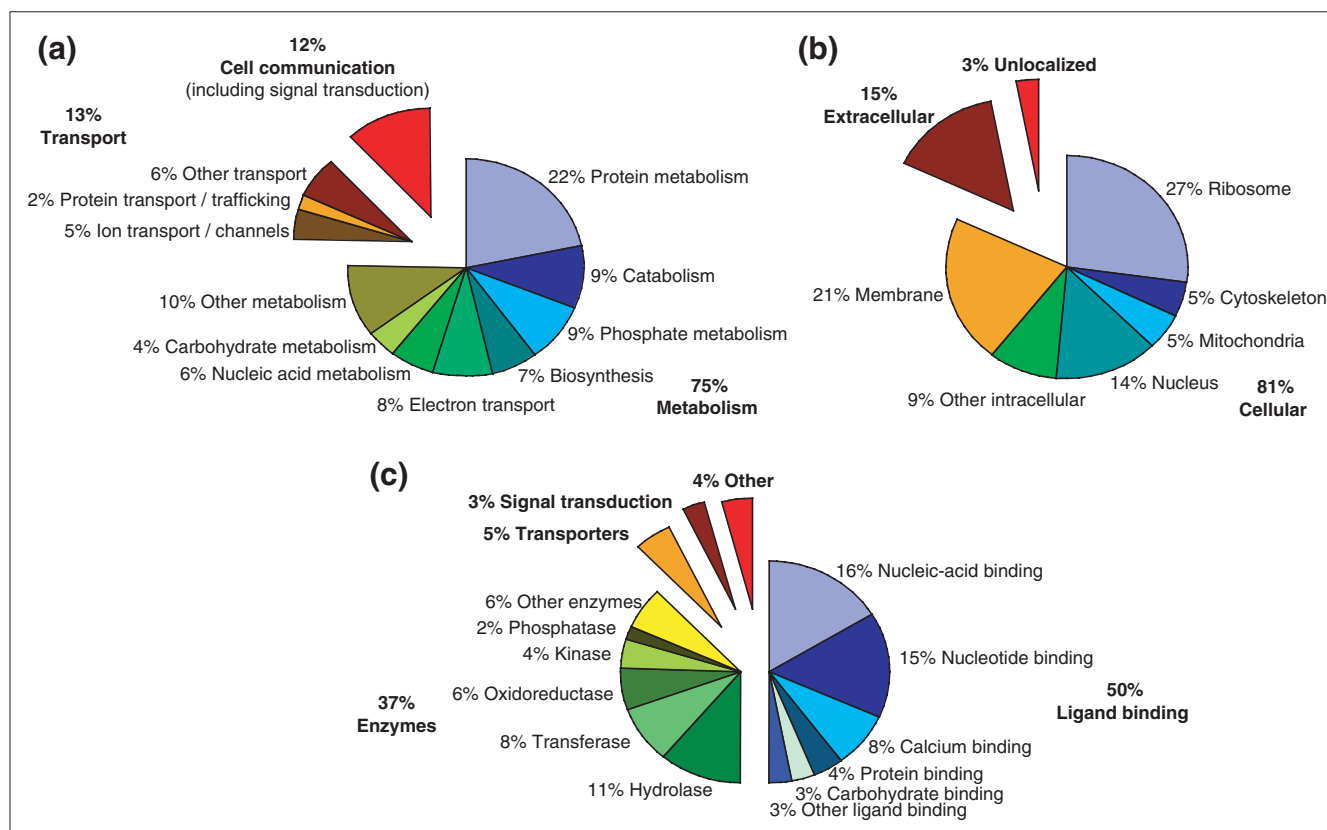 (a)
12%
Cell communication
(including signal transduction)
13%
Transport
6% Other transport
2% Protein transport / trafficking
5% Ion transport / channels
22% Protein metabolism
9% Catabolism
9% Phosphate metabolism
7% Biosynthesis
8% Electron transport
6% Nucleic acid metabolism
4% Carbohydrate metabolism
10% Other metabolism
75%
Metabolism
(b)
3% Unlocalized
15%
Extracellular
27% Ribosome
5% Cytoskeleton
5% Mitochondria
14% Nucleus
9% Other intracellular
21% Membrane
81%
Cellular
(c)
4% Other
3% Signal transduction
5% Transporters
6% Other enzymes
2% Phosphatase
4% Kinase
6% Oxidoreductase
8% Transferase
11% Hydrolase
37%
Enzymes
16% Nucleic-acid binding
15% Nucleotide binding
8% Calcium binding
4% Protein binding
3% Carbohydrate binding
3% Other ligand binding
50%
Ligand binding